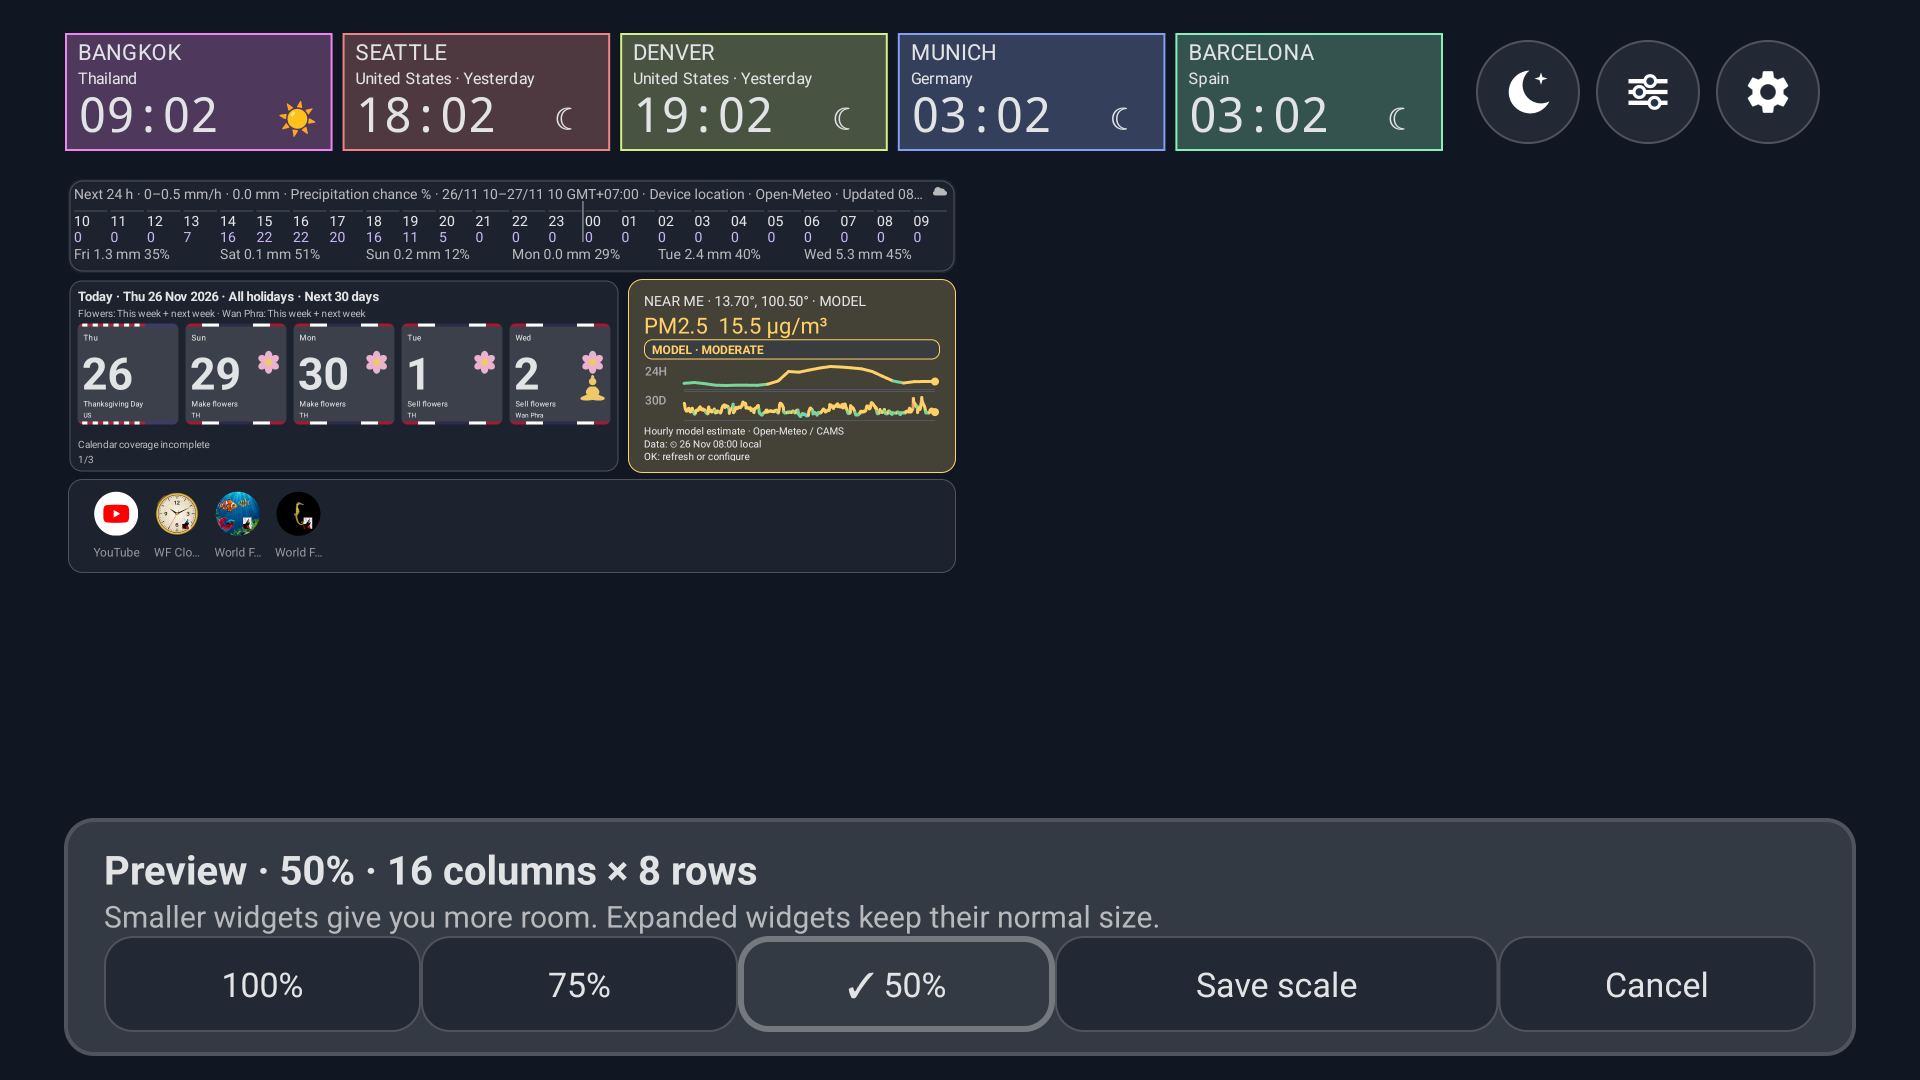 BANGKOK
Thailand
09:02
SEATTLE
United States · Yesterday
18:02
DENVER
United States · Yesterday
19:02
MUNICH
Germany
03:02
BARCELONA
Spain
03:02
Next 24 h · 0–0.5 mm/h · 0.0 mm · Precipitation chance % · 26/11 10–27/11 10 GMT+07:00 · Device location · Open-Meteo · Updated 08…
10 11 12 13 14 15 16 17 18 19 20 21 22 23 00 01 02 03 04 05 06 07 08 09
0 0 0 7 16 22 22 20 16 11 5 0 0 0 0 0 0 0 0 0 0 0 0 0
Fri 1.3 mm 35% Sat 0.1 mm 51% Sun 0.2 mm 12% Mon 0.0 mm 29% Tue 2.4 mm 40% Wed 5.3 mm 45%
Today · Thu 26 Nov 2026 · All holidays · Next 30 days
Flowers: This week + next week · Wan Phra: This week + next week
Thu
26
Thanksgiving Day
US
Sun
29
Make flowers
TH
Mon
30
Make flowers
TH
Tue
1
Sell flowers
TH
Wed
2
Sell flowers
Wan Phra
Calendar coverage incomplete
1/3
NEAR ME · 13.70°, 100.50° · MODEL
PM2.5 15.5 µg/m³
MODEL · MODERATE
24H
30D
Hourly model estimate · Open-Meteo / CAMS
Data: ⏲ 26 Nov 08:00 local
OK: refresh or configure
YouTube
WF Clo…
World F…
World F…
Preview · 50% · 16 columns × 8 rows
Smaller widgets give you more room. Expanded widgets keep their normal size.
100%
75%
✓ 50%
Save scale
Cancel